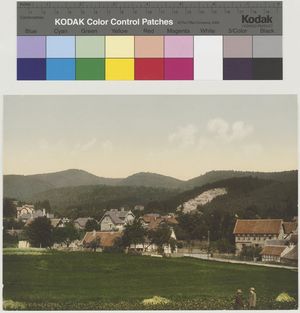 KODAK Color Control Patches
Kodak
Blue Cyan Green Yellow Red Magenta White 3/Color Black